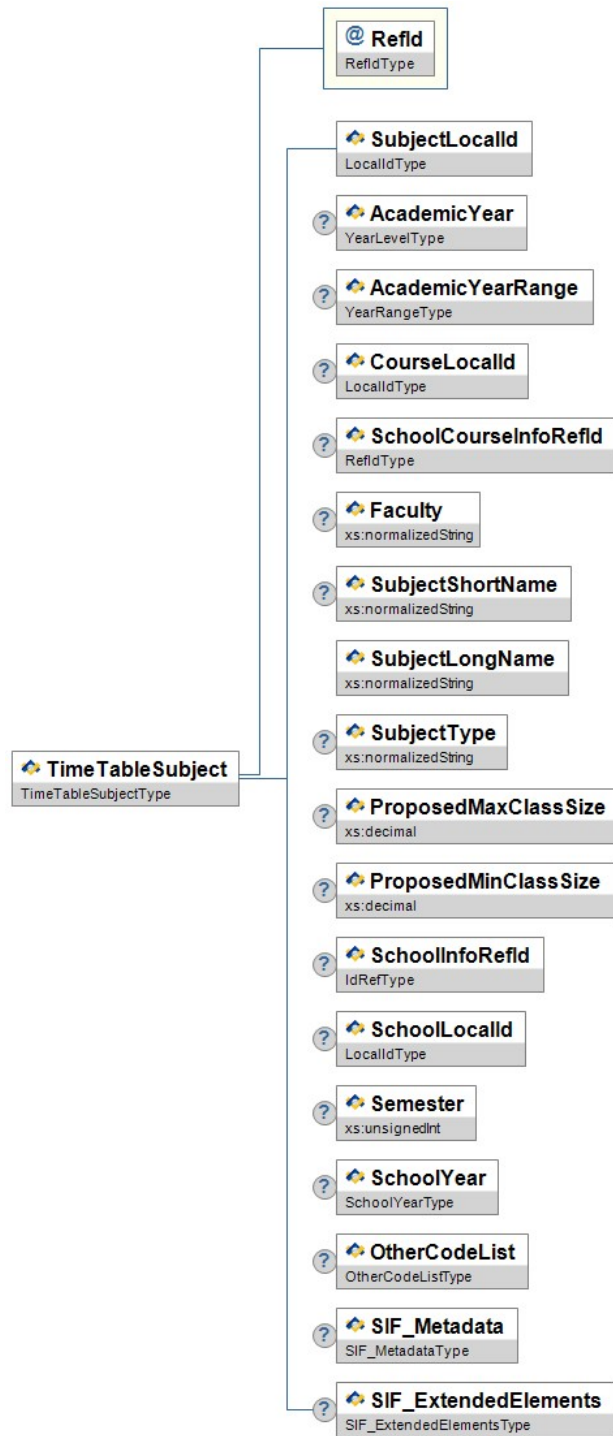 @ RefId
RefIdType
SubjectLocalId
LocalIdType
? AcademicYear
YearLevelType
? AcademicYearRange
YearRangeType
? CourseLocalId
LocalIdType
? SchoolCourseInfoRefId
RefIdType
? Faculty
xs:normalizedString
? SubjectShortName
xs:normalizedString
SubjectLongName
xs:normalizedString
? SubjectType
xs:normalizedString
TimeTableSubject
TimeTableSubjectType
? ProposedMaxClassSize
xs:decimal
? ProposedMinClassSize
xs:decimal
? SchoolInfoRefId
IdRefType
? SchoolLocalId
LocalIdType
? Semester
xs:unsignedInt
? SchoolYear
SchoolYearType
? OtherCodeList
OtherCodeListType
? SIF_Metadata
SIF_MetadataType
? SIF_ExtendedElements
SIF_ExtendedElementsType